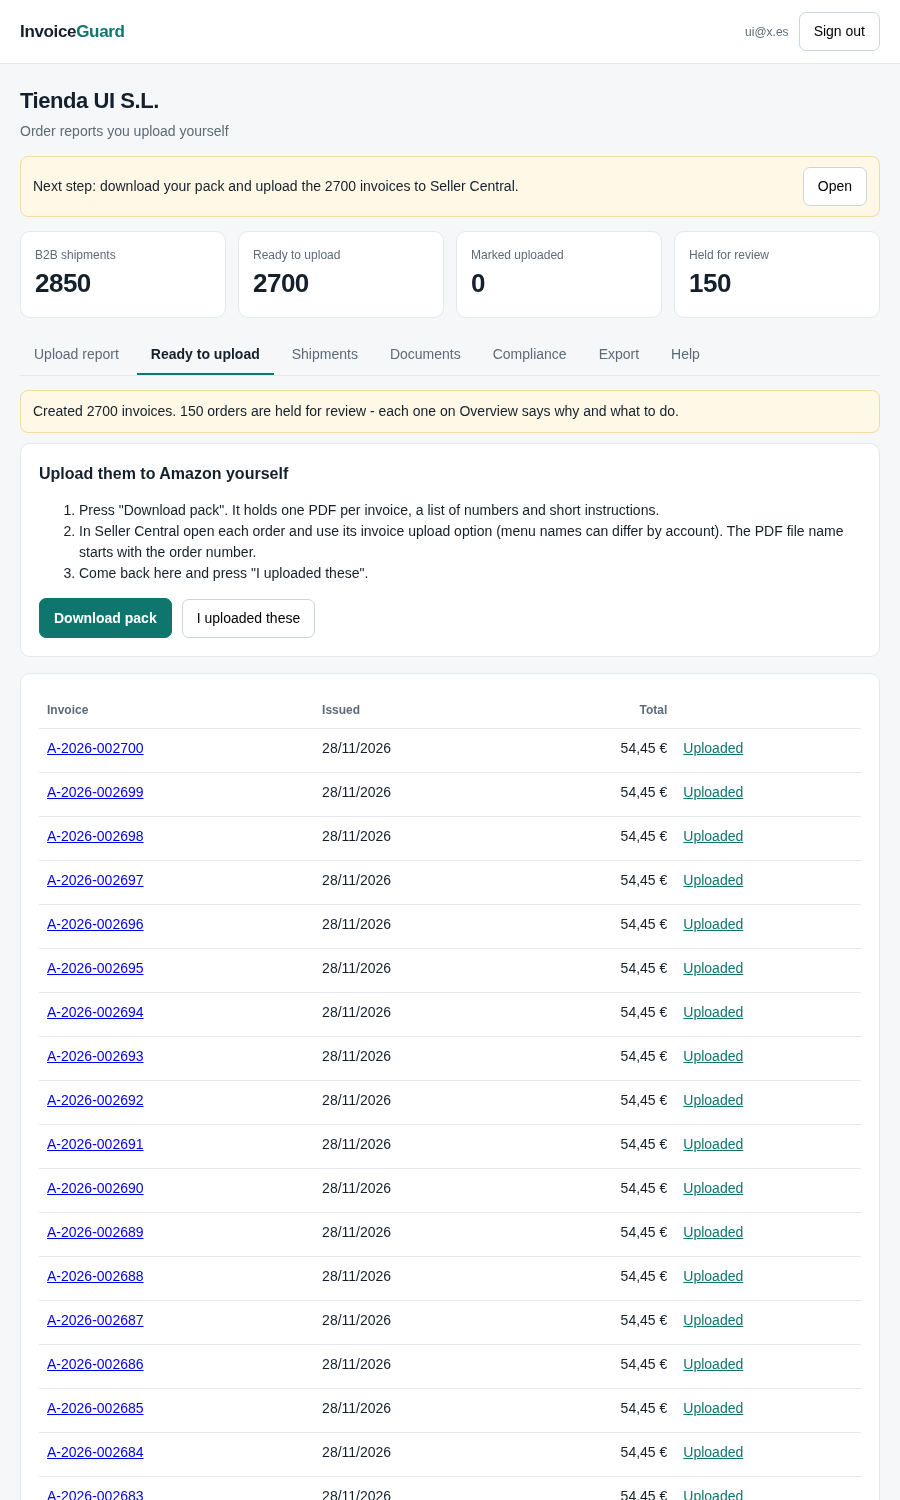 InvoiceGuard
ui@x.es
Sign out
Tienda UI S.L.
Order reports you upload yourself
Next step: download your pack and upload the 2700 invoices to Seller Central.
Open
B2B shipments
2850
Ready to upload
2700
Marked uploaded
0
Held for review
150
Upload report Ready to upload Shipments Documents Compliance Export Help
Created 2700 invoices. 150 orders are held for review - each one on Overview says why and what to do.
Upload them to Amazon yourself
1. Press "Download pack". It holds one PDF per invoice, a list of numbers and short instructions.
2. In Seller Central open each order and use its invoice upload option (menu names can differ by account). The PDF file name
starts with the order number.
3. Come back here and press "I uploaded these".
Download pack I uploaded these
Invoice Issued Total
A-2026-002700 28/11/2026 54,45 € Uploaded
A-2026-002699 28/11/2026 54,45 € Uploaded
A-2026-002698 28/11/2026 54,45 € Uploaded
A-2026-002697 28/11/2026 54,45 € Uploaded
A-2026-002696 28/11/2026 54,45 € Uploaded
A-2026-002695 28/11/2026 54,45 € Uploaded
A-2026-002694 28/11/2026 54,45 € Uploaded
A-2026-002693 28/11/2026 54,45 € Uploaded
A-2026-002692 28/11/2026 54,45 € Uploaded
A-2026-002691 28/11/2026 54,45 € Uploaded
A-2026-002690 28/11/2026 54,45 € Uploaded
A-2026-002689 28/11/2026 54,45 € Uploaded
A-2026-002688 28/11/2026 54,45 € Uploaded
A-2026-002687 28/11/2026 54,45 € Uploaded
A-2026-002686 28/11/2026 54,45 € Uploaded
A-2026-002685 28/11/2026 54,45 € Uploaded
A-2026-002684 28/11/2026 54,45 € Uploaded
A-2026-002683 28/11/2026 54,45 € Uploaded